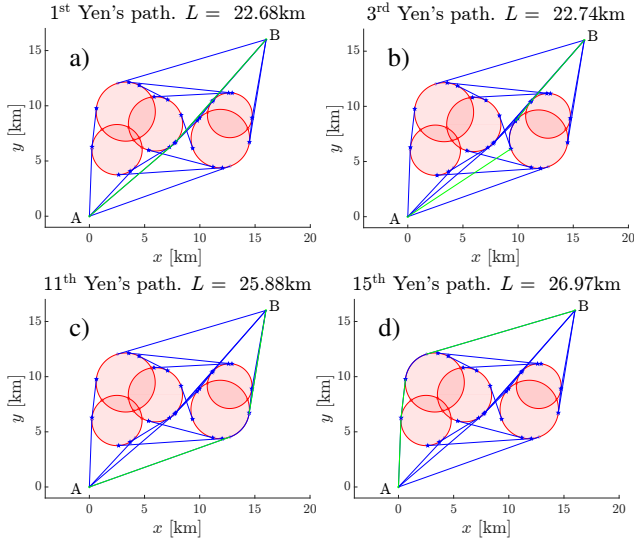 1st Yen's path. L = 22.68km
3rd Yen's path. L = 22.74km
B
B
15
15
a)
b)
10
10
y [km]
y [km]
5
5
A
A
0
0
0 5 10 15 20
0 5 10 15 20
x [km]
x [km]
11th Yen's path. L = 25.88km
15th Yen's path. L = 26.97km
B
B
15
15
c)
d)
10
10
y [km]
y [km]
5
5
A
A
0
0
0 5 10 15 20
0 5 10 15 20
x [km]
x [km]